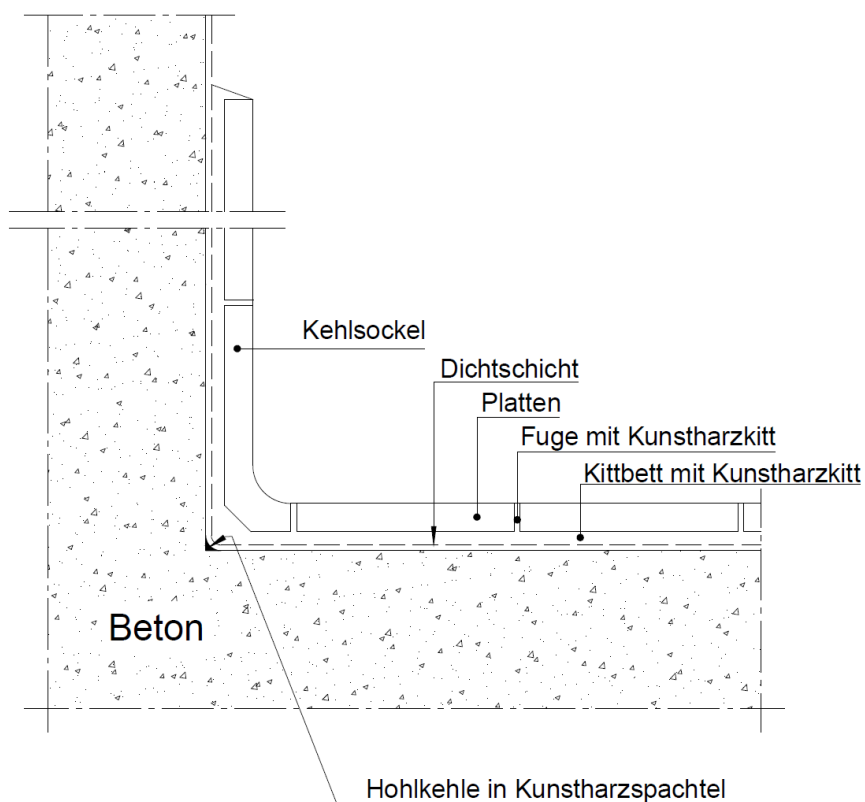 Kehlsockel
Dichtschicht
Platten
Fuge mit Kunstharzkitt
Kittbett mit Kunstharzkitt
Beton
Hohlkehle in Kunstharzspachtel